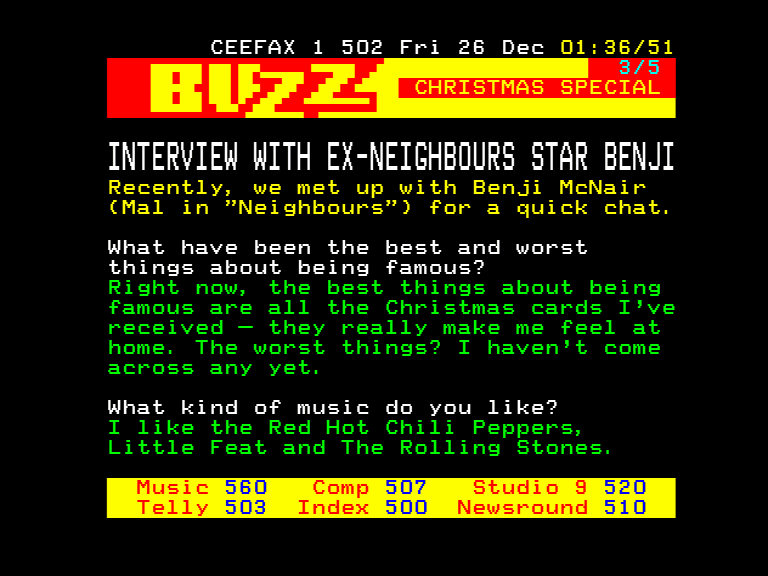 CEEFAX 1 502 Fri 26 Dec 01:36/51
BUZZ
3/5
CHRISTMAS SPECIAL
INTERVIEW WITH EX-NEIGHBOURS STAR BENJI
Recently, we met up with Benji McNair
(Mal in "Neighbours") for a quick chat.
What have been the best and worst
things about being famous?
Right now, the best things about being
famous are all the Christmas cards I've
received — they really make me feel at
home. The worst things? I haven't come
across any yet.
What kind of music do you like?
I like the Red Hot Chili Peppers,
Little Feat and The Rolling Stones.
Music 560 Comp 507 Studio 9 520
Telly 503 Index 500 Newsround 510